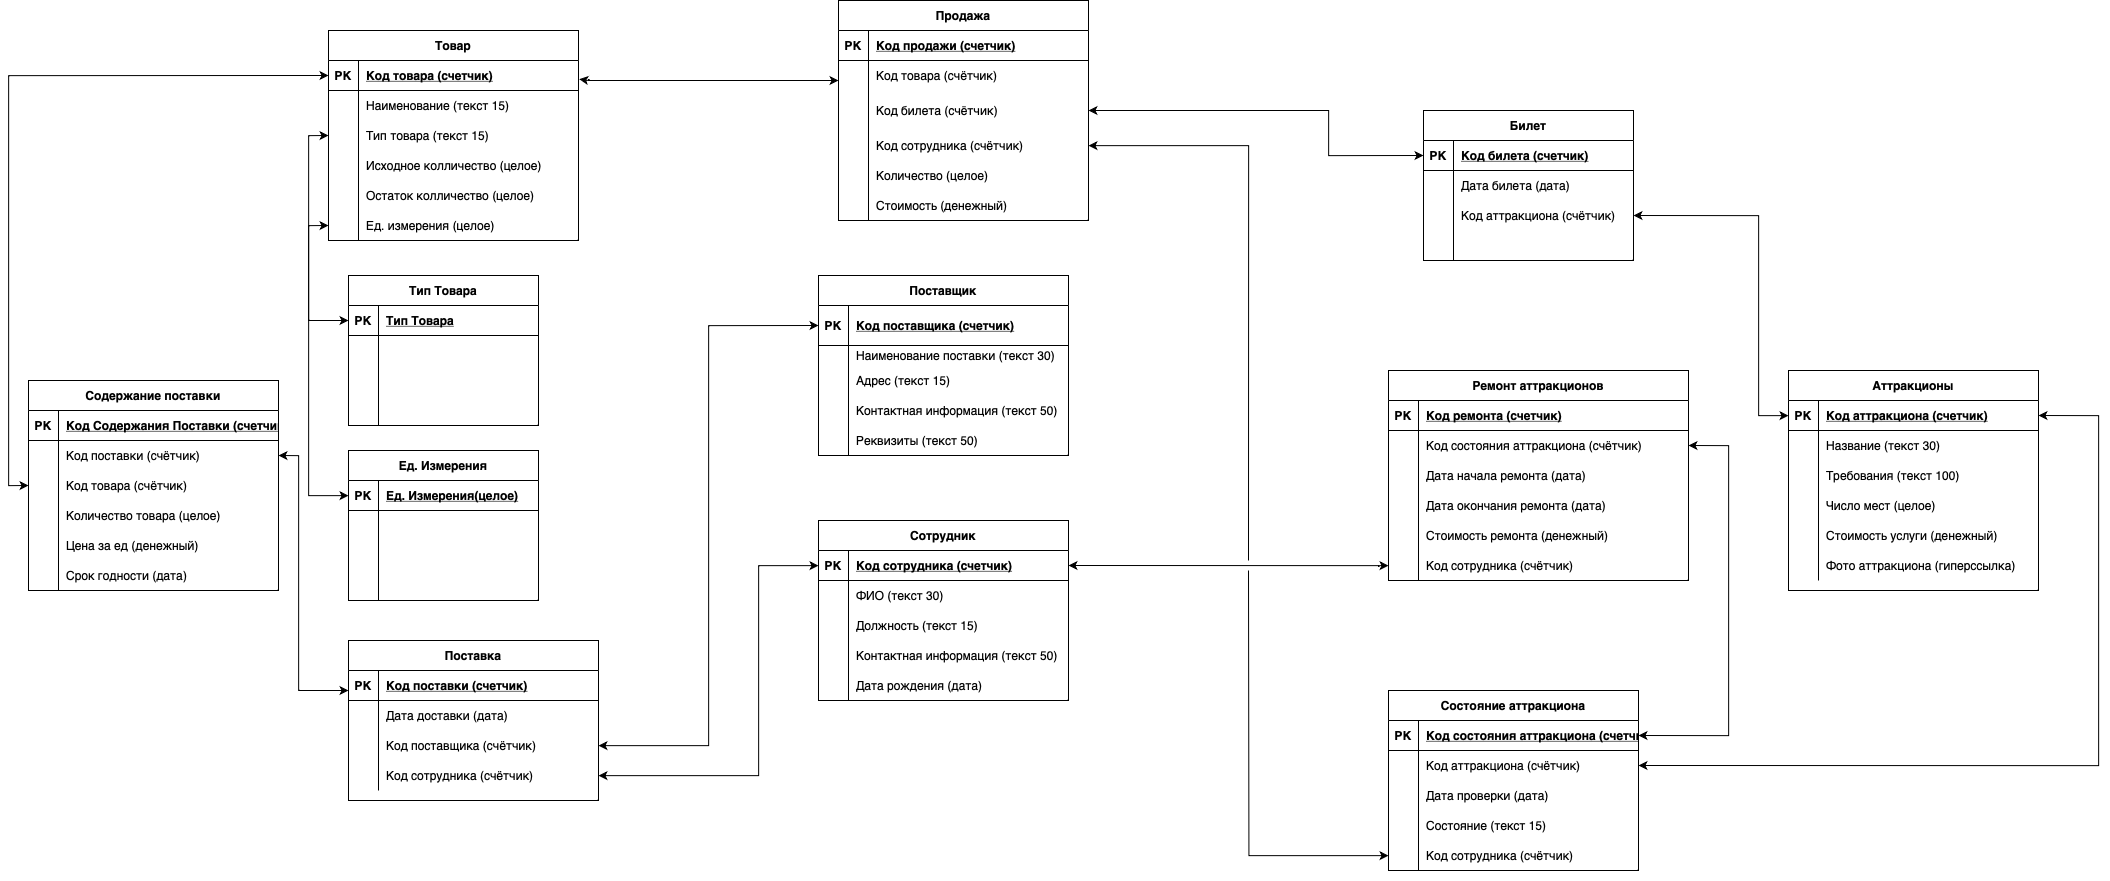 Продажа
PK Код продажи (счетчик)
Код товара (счётчик)
Код билета (счётчик)
Код сотрудника (счётчик)
Количество (целое)
Стоимость (денежный)
Товар
PK Код товара (счетчик)
Наименование (текст 15)
Тип товара (текст 15)
Исходное колличество (целое)
Остаток колличество (целое)
Ед. измерения (целое)
Билет
PK Код билета (счетчик)
Дата билета (дата)
Код аттракциона (счётчик)
Тип Товара
PK Тип Товара
Поставщик
PK Код поставщика (счетчик)
Наименование поставки (текст 30)
Адрес (текст 15)
Контактная информация (текст 50)
Реквизиты (текст 50)
Содержание поставки
PK Код Содержания Поставки (счетчи
Код поставки (счётчик)
Код товара (счётчик)
Количество товара (целое)
Цена за ед (денежный)
Срок годности (дата)
Ед. Измерения
PK Ед. Измерения(целое)
Ремонт аттракционов
PK Код ремонта (счетчик)
Код состояния аттракциона (счётчик)
Дата начала ремонта (дата)
Дата окончания ремонта (дата)
Стоимость ремонта (денежный)
Код сотрудника (счётчик)
Аттракционы
PK Код аттракциона (счетчик)
Название (текст 30)
Требования (текст 100)
Число мест (целое)
Стоимость услуги (денежный)
Фото аттракциона (гиперссылка)
Сотрудник
PK Код сотрудника (счетчик)
ФИО (текст 30)
Должность (текст 15)
Контактная информация (текст 50)
Дата рождения (дата)
Поставка
PK Код поставки (счетчик)
Дата доставки (дата)
Код поставщика (счётчик)
Код сотрудника (счётчик)
Состояние аттракциона
PK Код состояния аттракциона (счетч
Код аттракциона (счётчик)
Дата проверки (дата)
Состояние (текст 15)
Код сотрудника (счётчик)